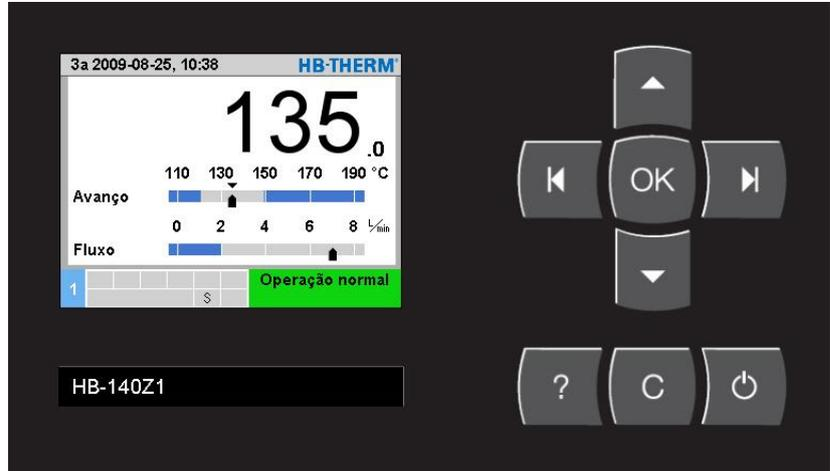 3a 2009-08-25, 10:38 HB-THERM®
135.0
110 130 150 170 190 °C
Avanço
0 2 4 6 8 L/min
Fluxo
1 S Operação normal
HB-140Z1
OK
? C